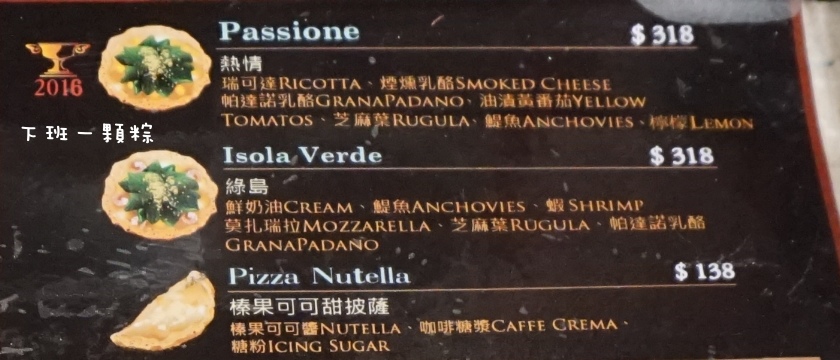 Passione $ 318
熱情
瑞可達RICOTTA、煙燻乳酪SMOKED CHEESE
帕達諾乳酪GRANAPADANO、油漬黃番茄YELLOW
TOMATOS、芝麻葉RUGULA、鯷魚ANCHOVIES、檸檬LEMON
2016
下班一顆粽
Isola Verde $ 318
綠島
鮮奶油CREAM、鯷魚ANCHOVIES、蝦SHRIMP
莫扎瑞拉MOZZARELLA、芝麻葉RUGULA、帕達諾乳酪
GRANAPADANO
Pizza Nutella $ 138
榛果可可甜披薩
榛果可可醬NUTELLA、咖啡糖漿CAFFE CREMA、
糖粉ICING SUGAR